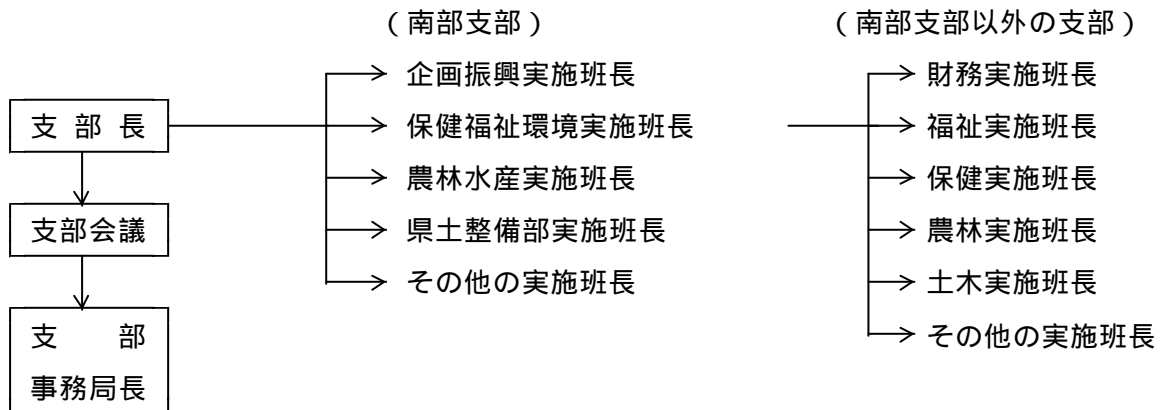 (南部支部)
(南部支部以外の支部)
企画振興実施班長
財務実施班長
支部長
保健福祉環境実施班長
福祉実施班長
農林水産実施班長
保健実施班長
支部会議
県土整備部実施班長
農林実施班長
その他の実施班長
土木実施班長
支部
その他の実施班長
事務局長